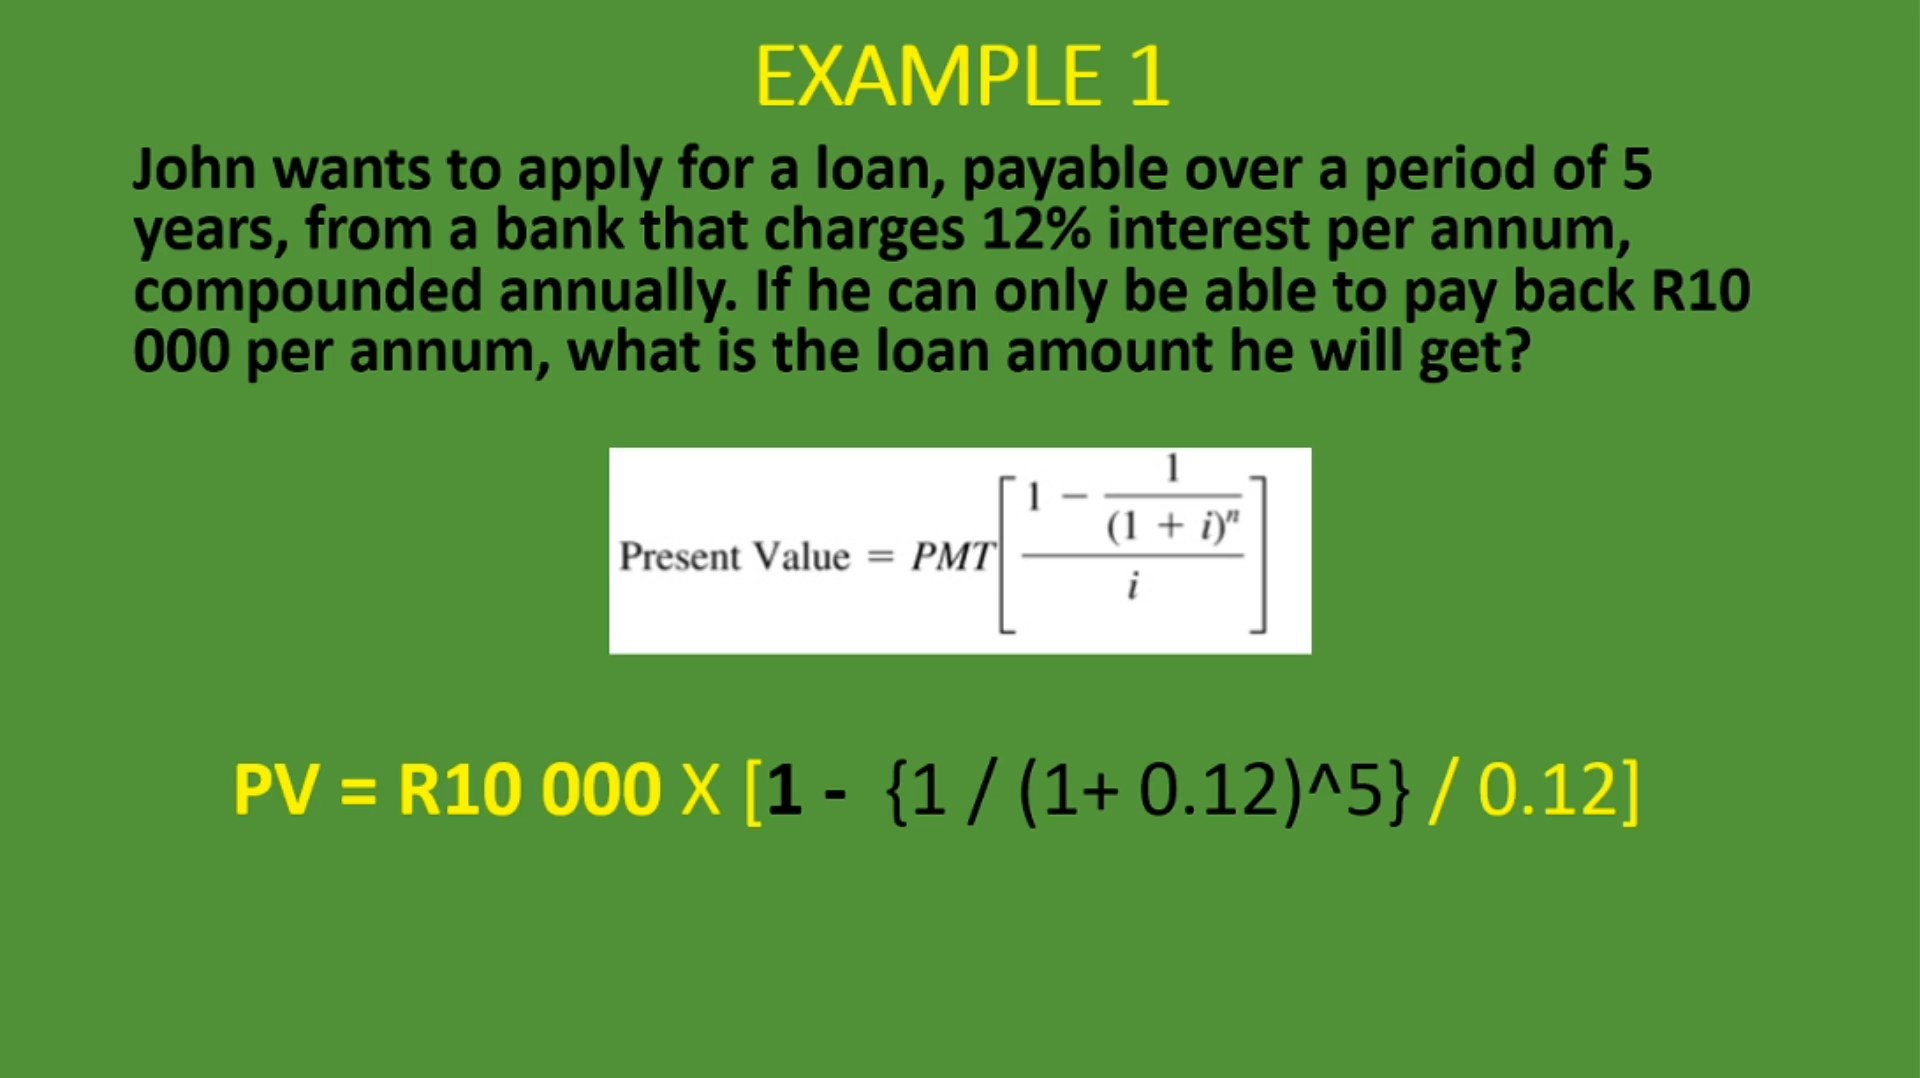 EXAMPLE 1
John wants to apply for a loan, payable over a period of 5
years, from a bank that charges 12% interest per annum,
compounded annually. If he can only be able to pay back R10
000 per annum, what is the loan amount he will get?
Present Value = PMT[(1 - 1/(1 + i)ⁿ)/i]
PV = R10 000 X [1 - {1 / (1+ 0.12)^5} / 0.12]